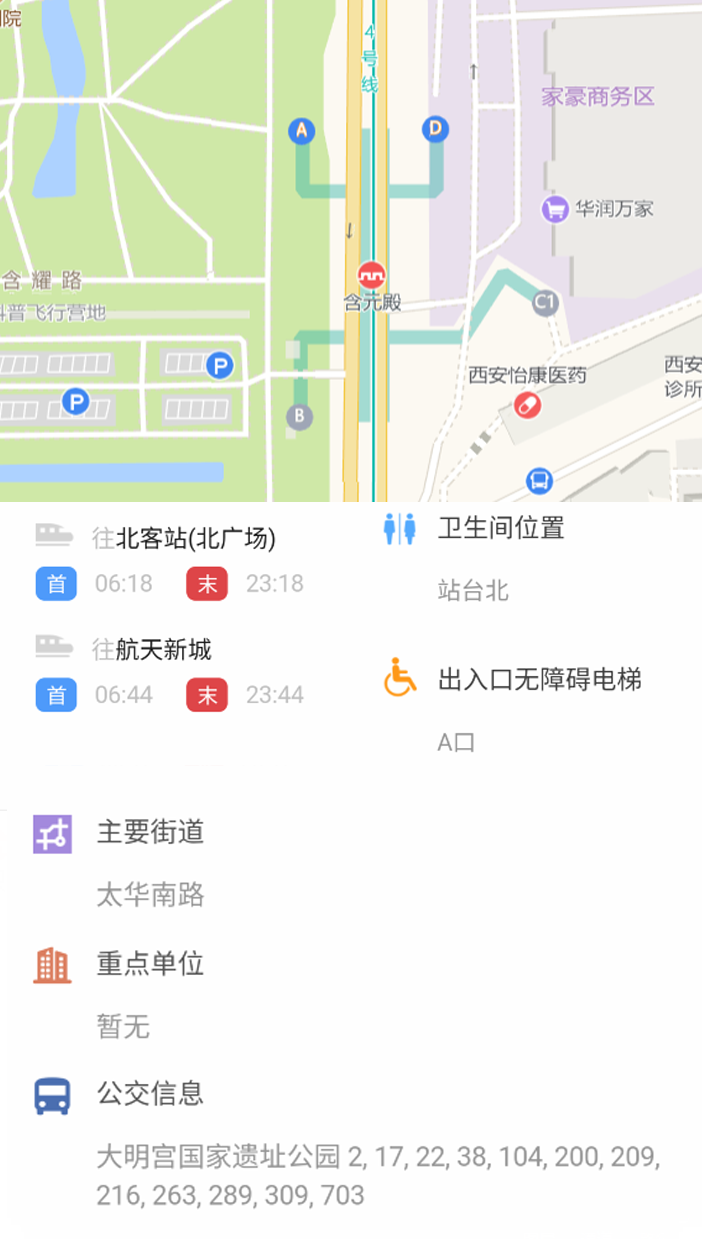 院
4号线
A
D
家豪商务区
华润万家
含耀路
科普飞行营地
含元殿
C1
P
西安怡康医药
西安
诊所
P
B
往北客站(北广场)
首 06:18 末 23:18
往航天新城
首 06:44 末 23:44
卫生间位置
站台北
出入口无障碍电梯
A口
主要街道
太华南路
重点单位
暂无
公交信息
大明宫国家遗址公园 2, 17, 22, 38, 104, 200, 209,
216, 263, 289, 309, 703